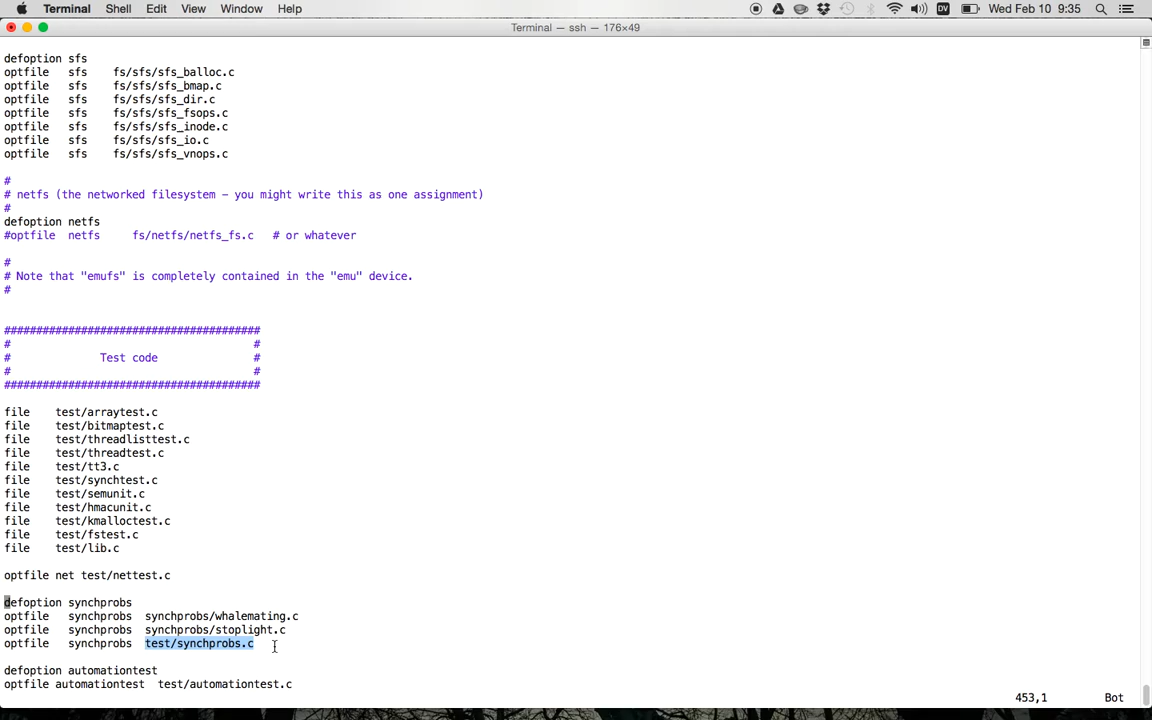 Terminal Shell Edit View Window Help DV Wed Feb 10 9:35
Terminal — ssh — 176×49
defoption sfs
optfile sfs fs/sfs/sfs_balloc.c
optfile sfs fs/sfs/sfs_bmap.c
optfile sfs fs/sfs/sfs_dir.c
optfile sfs fs/sfs/sfs_fsops.c
optfile sfs fs/sfs/sfs_inode.c
optfile sfs fs/sfs/sfs_io.c
optfile sfs fs/sfs/sfs_vnops.c
#
# netfs (the networked filesystem - you might write this as one assignment)
#
defoption netfs
#optfile netfs fs/netfs/netfs_fs.c # or whatever
#
# Note that "emufs" is completely contained in the "emu" device.
#
########################################
# #
# Test code #
# #
########################################
file test/arraytest.c
file test/bitmaptest.c
file test/threadlisttest.c
file test/threadtest.c
file test/tt3.c
file test/synchtest.c
file test/semunit.c
file test/hmacunit.c
file test/kmalloctest.c
file test/fstest.c
file test/lib.c
optfile net test/nettest.c
defoption synchprobs
optfile synchprobs synchprobs/whalemating.c
optfile synchprobs synchprobs/stoplight.c
optfile synchprobs test/synchprobs.c
defoption automationtest
optfile automationtest test/automationtest.c
453,1 Bot